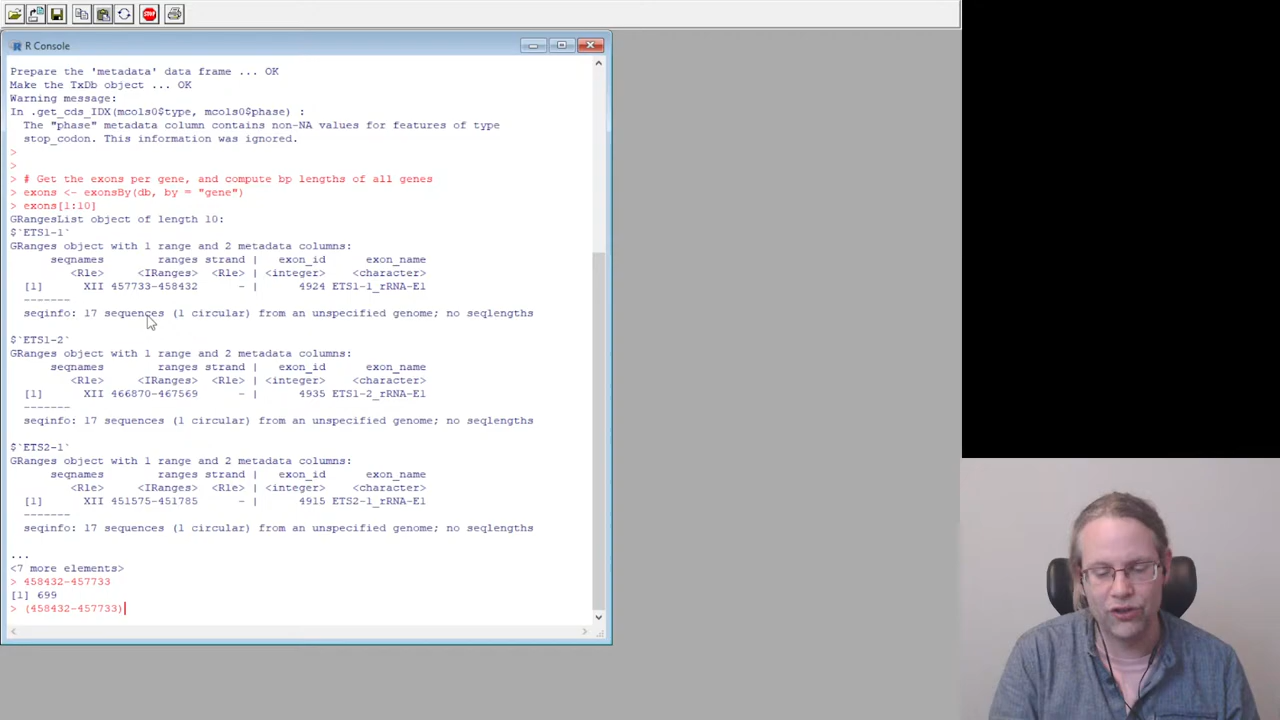 R Console
Prepare the 'metadata' data frame ... OK
Make the TxDb object ... OK
Warning message:
In .get_cds_IDX(mcols0$type, mcols0$phase) :
  The "phase" metadata column contains non-NA values for features of type
  stop_codon. This information was ignored.
>
>
> # Get the exons per gene, and compute bp lengths of all genes
> exons <- exonsBy(db, by = "gene")
> exons[1:10]
GRangesList object of length 10:
$`ETS1-1`
GRanges object with 1 range and 2 metadata columns:
      seqnames        ranges strand |   exon_id      exon_name
         <Rle>     <IRanges>  <Rle> | <integer>    <character>
  [1]      XII 457733-458432      - |      4924 ETS1-1_rRNA-E1
  -------
  seqinfo: 17 sequences (1 circular) from an unspecified genome; no seqlengths
$`ETS1-2`
GRanges object with 1 range and 2 metadata columns:
      seqnames        ranges strand |   exon_id      exon_name
         <Rle>     <IRanges>  <Rle> | <integer>    <character>
  [1]      XII 466870-467569      - |      4935 ETS1-2_rRNA-E1
  -------
  seqinfo: 17 sequences (1 circular) from an unspecified genome; no seqlengths
$`ETS2-1`
GRanges object with 1 range and 2 metadata columns:
      seqnames        ranges strand |   exon_id      exon_name
         <Rle>     <IRanges>  <Rle> | <integer>    <character>
  [1]      XII 451575-451785      - |      4915 ETS2-1_rRNA-E1
  -------
  seqinfo: 17 sequences (1 circular) from an unspecified genome; no seqlengths
...
<7 more elements>
> 458432-457733
[1] 699
> (458432-457733)